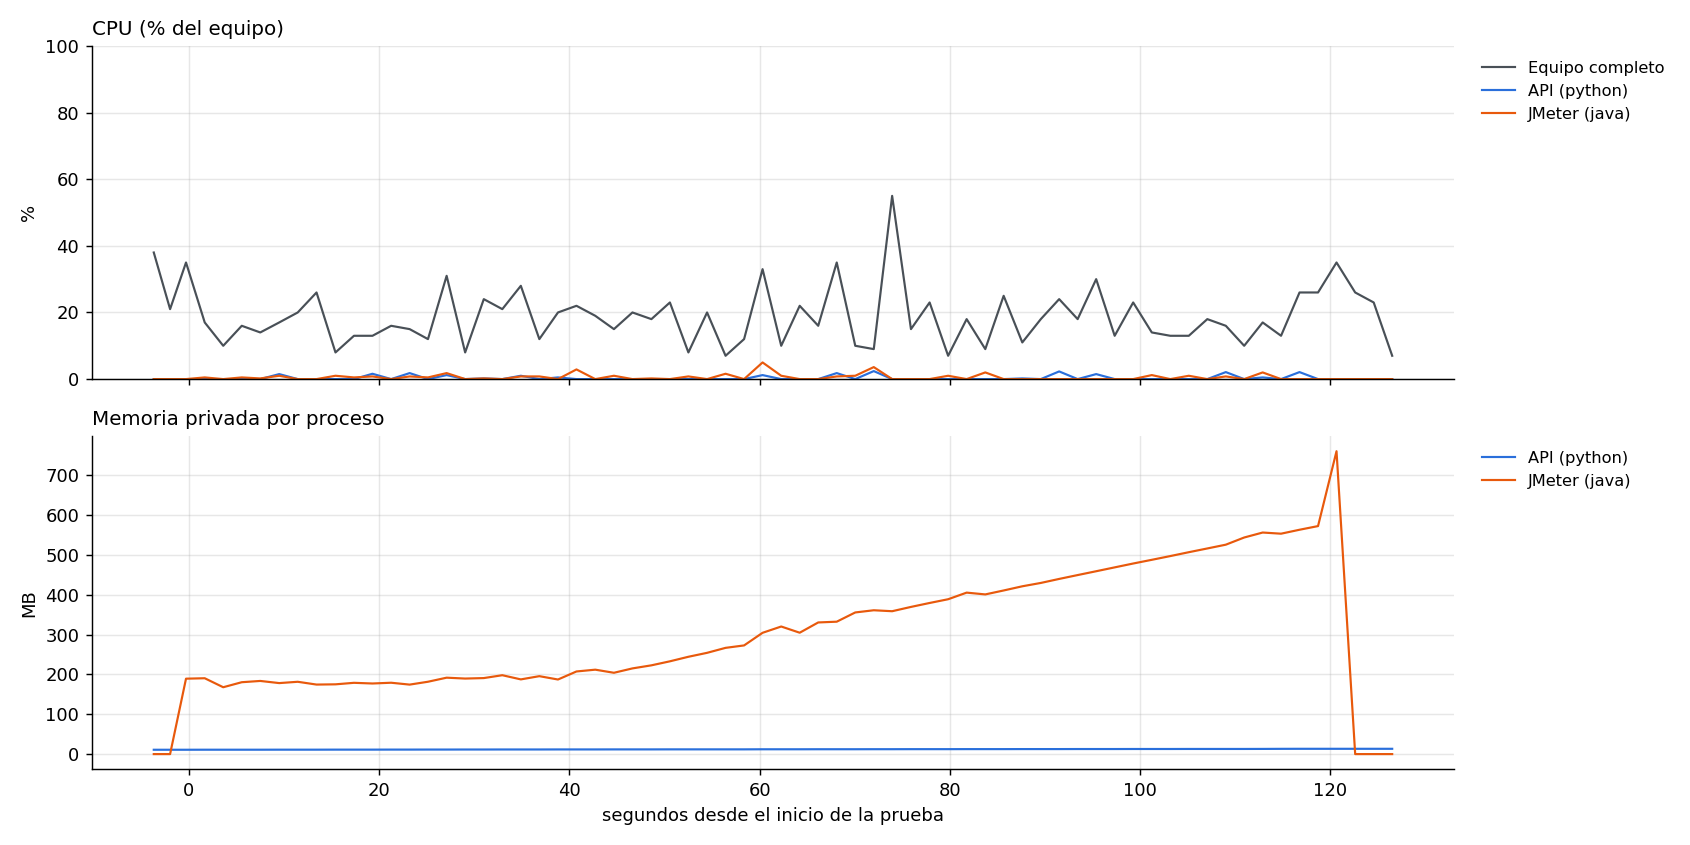 CPU (% del equipo)
100
80
60
40
20
0
%
Equipo completo
API (python)
JMeter (java)
Memoria privada por proceso
700
600
500
400
300
200
100
0
MB
API (python)
JMeter (java)
0 20 40 60 80 100 120
segundos desde el inicio de la prueba